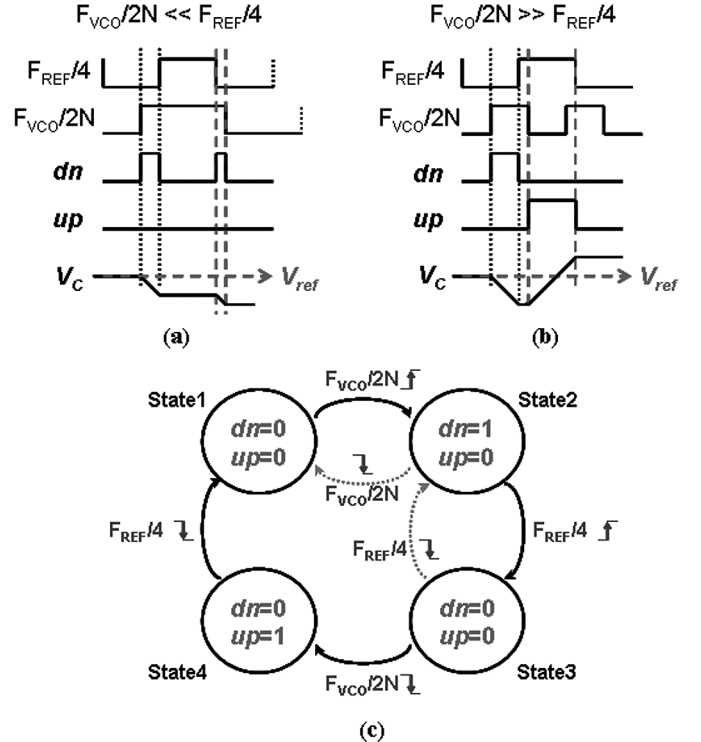 F_VCO/2N << F_REF/4
F_VCO/2N >> F_REF/4
F_REF/4
F_VCO/2N
dn
up
V_C
V_ref
(a)
F_REF/4
F_VCO/2N
dn
up
V_C
V_ref
(b)
F_VCO/2N
State1
State2
dn=0
up=0
dn=1
up=0
F_VCO/2N
F_REF/4
F_REF/4
F_REF/4
dn=0
up=1
dn=0
up=0
State4
State3
F_VCO/2N
(c)